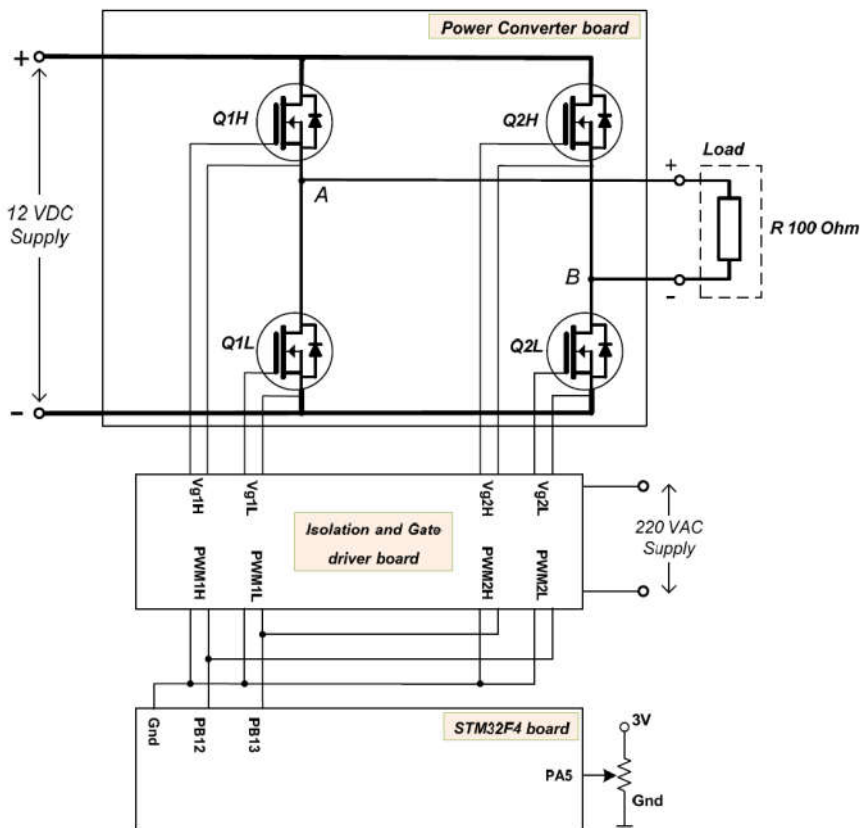 Power Converter board
+
Q1H
Q2H
Load
+
A
12 VDC
Supply
R 100 Ohm
B
-
Q1L
Q2L
-
Vg1H
Vg1L
Vg2H
Vg2L
Isolation and Gate
driver board
220 VAC
Supply
PWM1H
PWM1L
PWM2H
PWM2L
Gnd
PB12
PB13
STM32F4 board
3V
PA5
Gnd